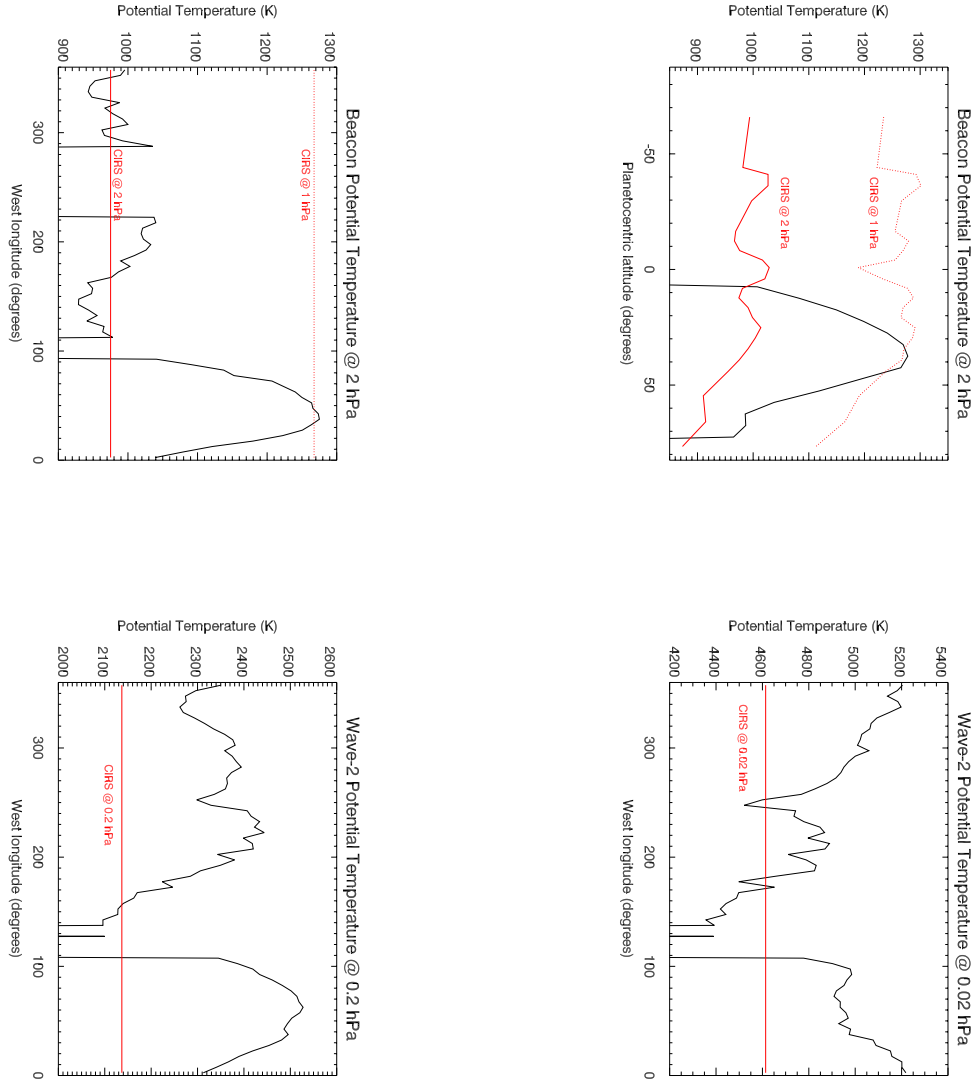 Beacon Potential Temperature @ 2 hPa
Potential Temperature (K)
1300
1200
1100
1000
900
CIRS @ 1 hPa
CIRS @ 2 hPa
-50 0 50
Planetocentric latitude (degrees)
Wave-2 Potential Temperature @ 0.02 hPa
Potential Temperature (K)
5400
5200
5000
4800
4600
4400
4200
CIRS @ 0.02 hPa
300 200 100 0
West longitude (degrees)
Beacon Potential Temperature @ 2 hPa
Potential Temperature (K)
1300
1200
1100
1000
900
CIRS @ 1 hPa
CIRS @ 2 hPa
300 200 100 0
West longitude (degrees)
Wave-2 Potential Temperature @ 0.2 hPa
Potential Temperature (K)
2600
2500
2400
2300
2200
2100
2000
CIRS @ 0.2 hPa
300 200 100 0
West longitude (degrees)